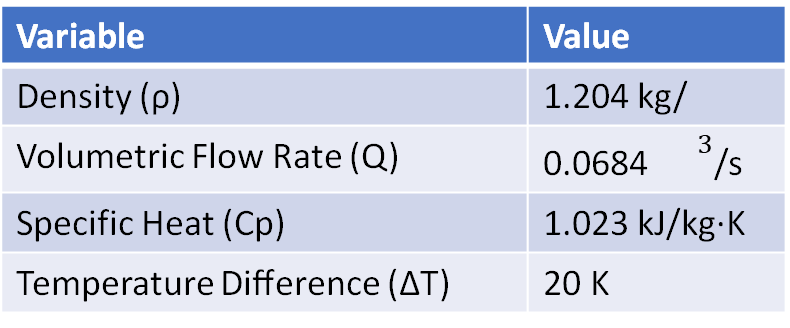 Variable Value
Density (ρ) 1.204 kg/
Volumetric Flow Rate (Q) 0.0684 ³/s
Specific Heat (Cp) 1.023 kJ/kg·K
Temperature Difference (ΔT) 20 K